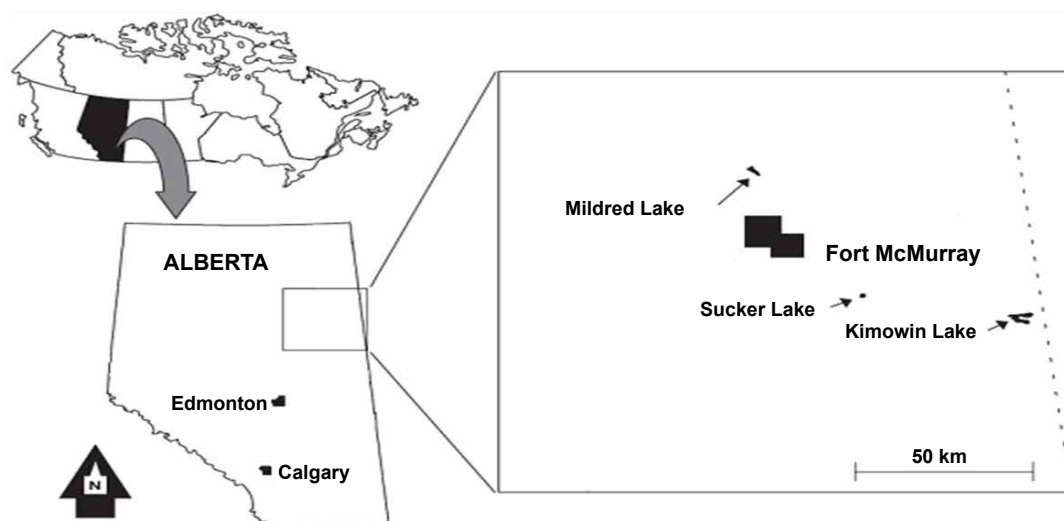 Mildred Lake
Fort McMurray
ALBERTA
Sucker Lake
Kimowin Lake
Edmonton
50 km
Calgary
N